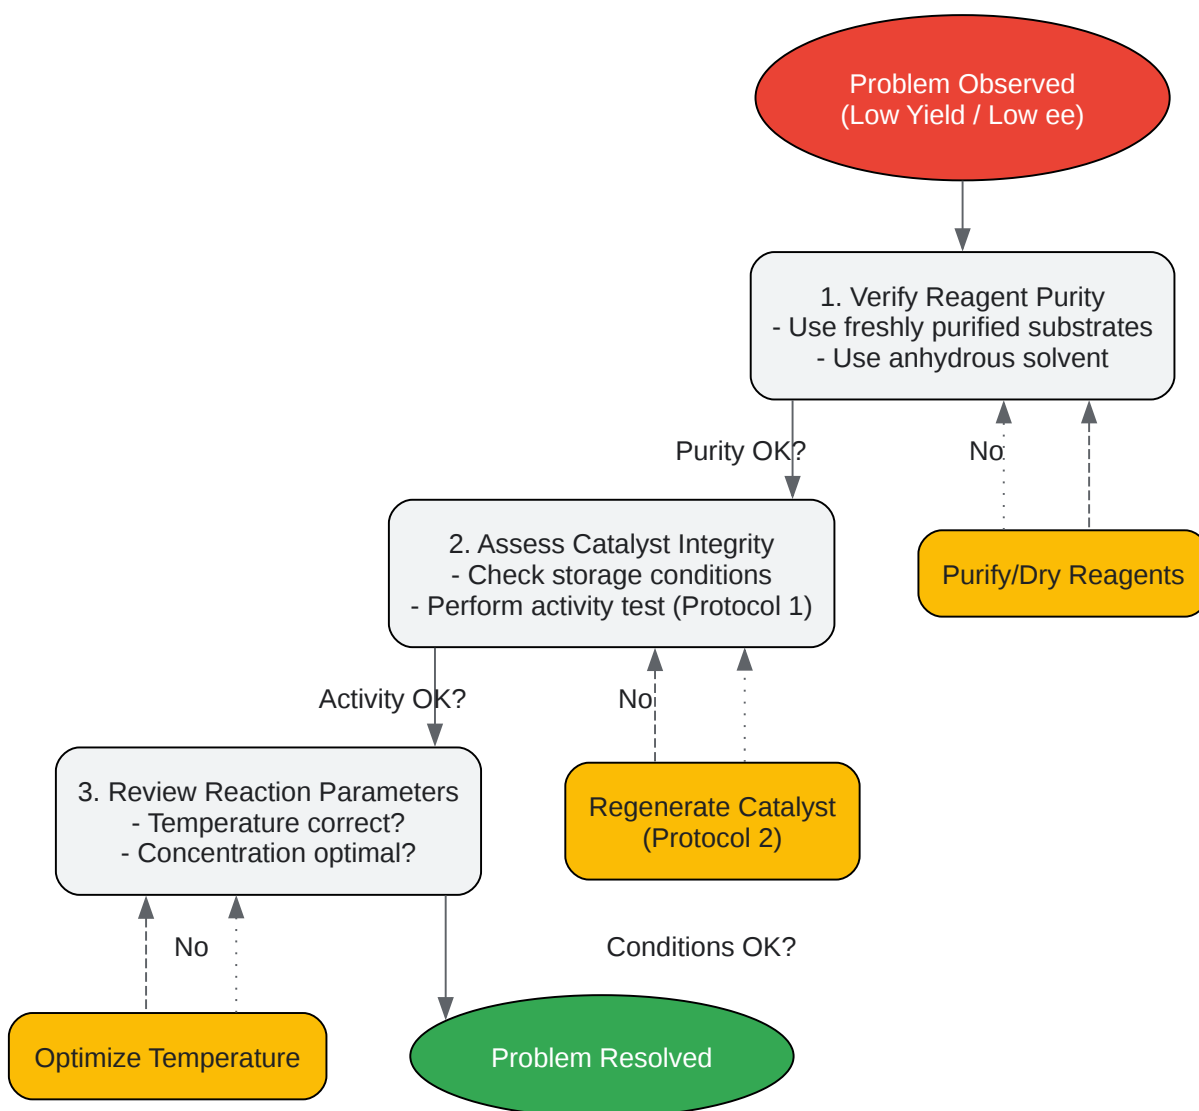 Problem Observed
(Low Yield / Low ee)
1. Verify Reagent Purity
- Use freshly purified substrates
- Use anhydrous solvent
Purity OK?
No
2. Assess Catalyst Integrity
- Check storage conditions
- Perform activity test (Protocol 1)
Purify/Dry Reagents
Activity OK?
No
3. Review Reaction Parameters
- Temperature correct?
- Concentration optimal?
Regenerate Catalyst
(Protocol 2)
No
Conditions OK?
Optimize Temperature
Problem Resolved